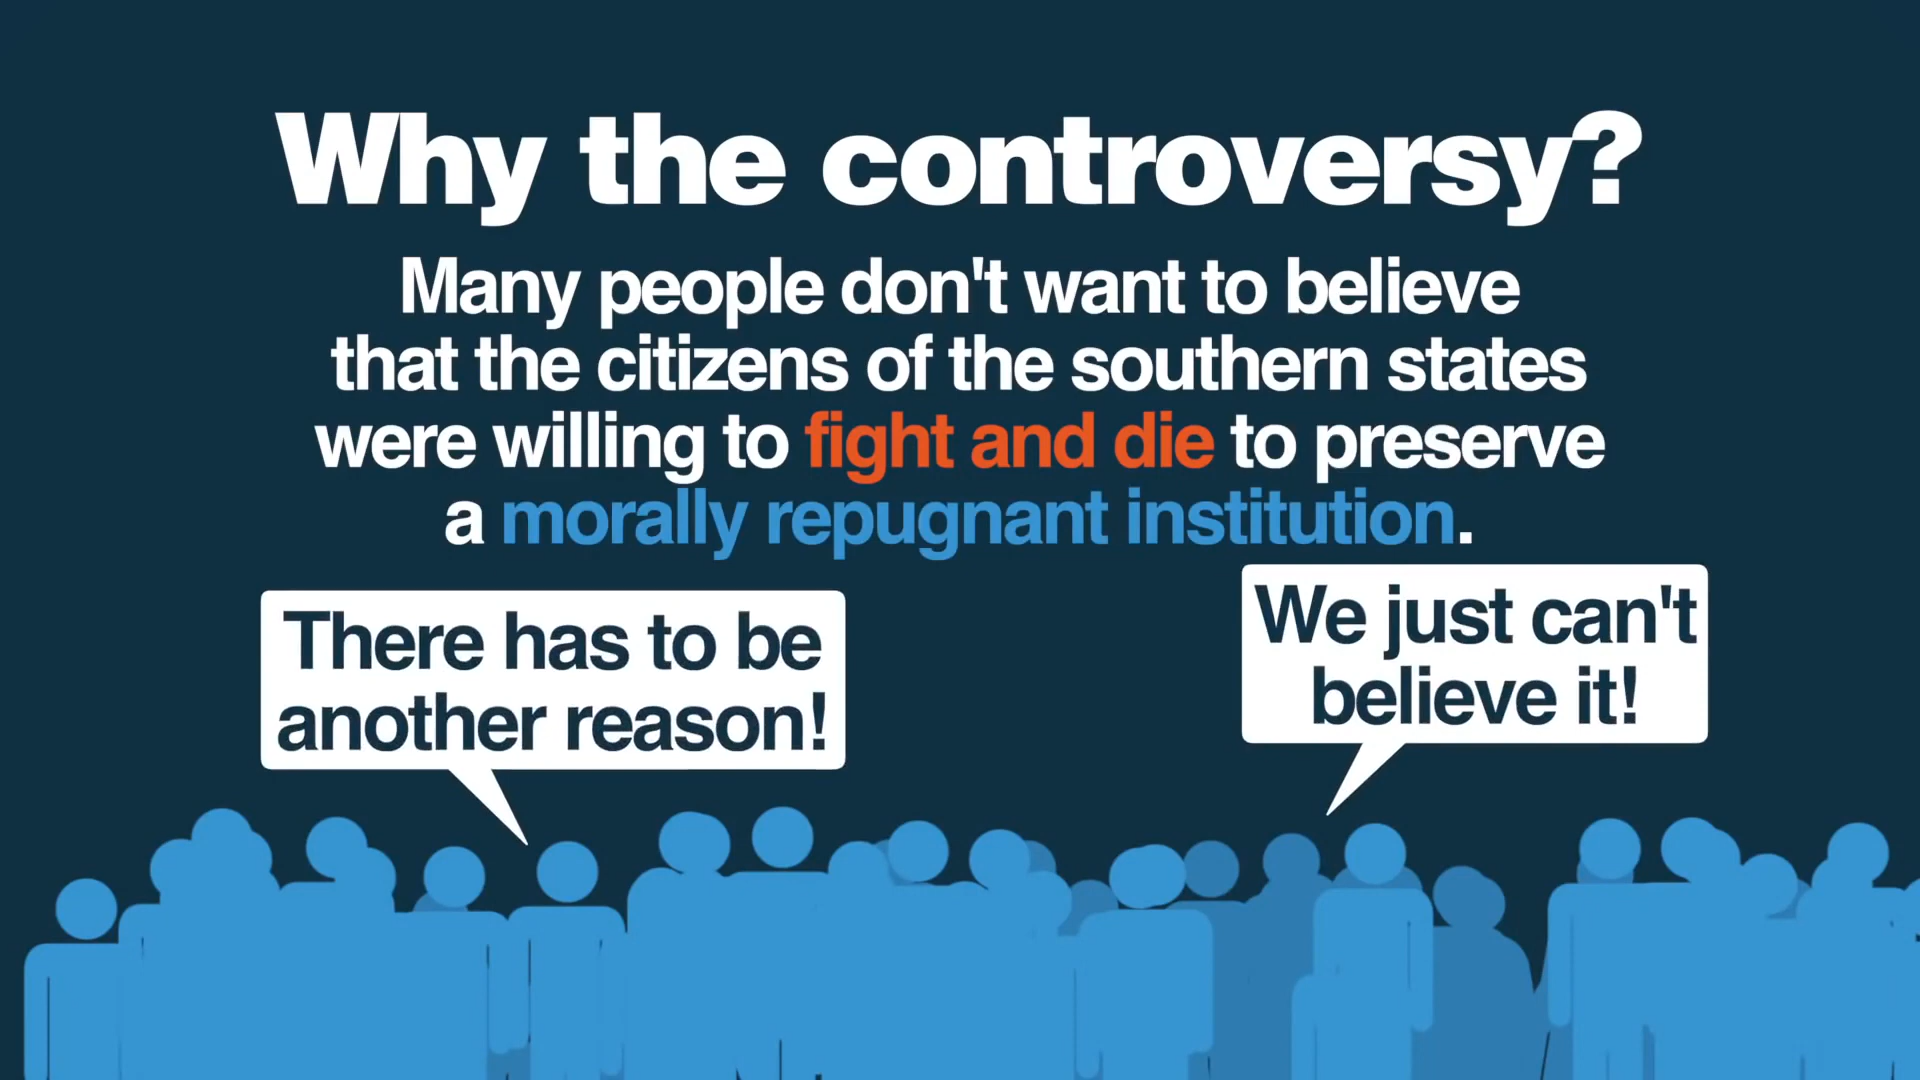 Why the controversy?
Many people don't want to believe
that the citizens of the southern states
were willing to fight and die to preserve
a morally repugnant institution.
There has to be
another reason!
We just can't
believe it!